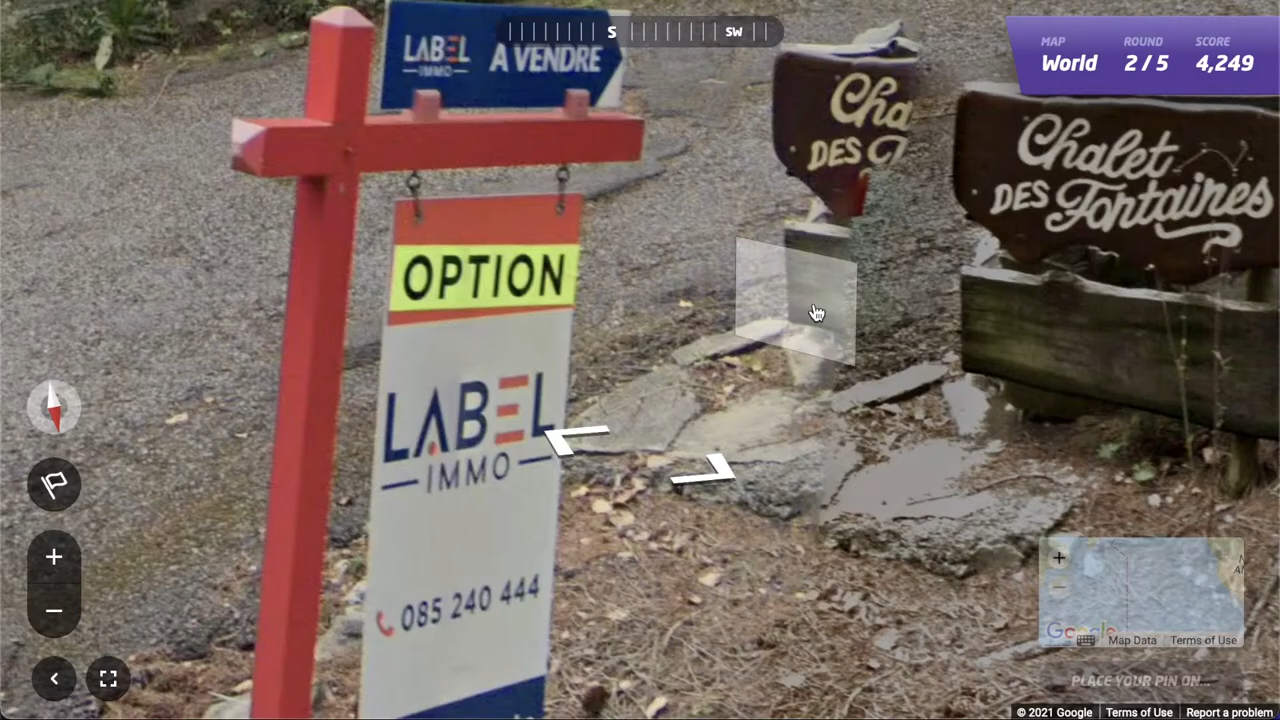 S
SW
MAP
World
ROUND
2 / 5
SCORE
4,249
LABEL
IMMO
A VENDRE
Cha
DES
Chalet
DES Fontaines
OPTION
LABEL
IMMO
085 240 444
+
−
+
−
Google
Map Data
Terms of Use
PLACE YOUR PIN ON...
© 2021 Google
Terms of Use
Report a problem